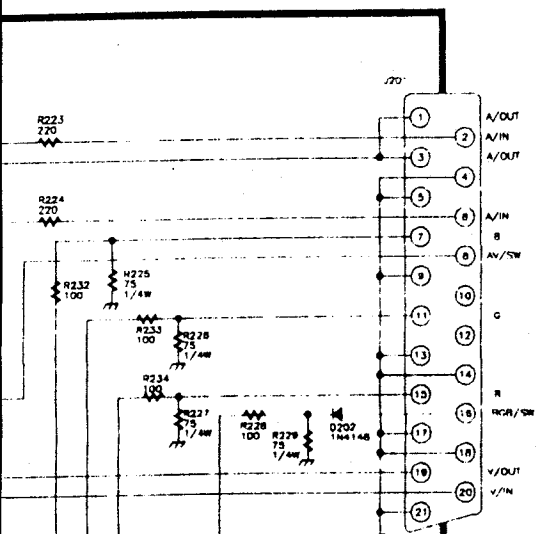 J201
1
A/OUT
2
A/IN
R223
220
3
A/OUT
4
5
R224
220
6
A/IN
7
B
8
AV/SW
9
R232
100
R225
75
1/4W
10
11
G
R233
100
R226
75
1/4W
12
13
14
R234
100
15
R
R227
75
1/4W
R228
100
R229
75
1/4W
D202
1N4148
16
RGB/SW
17
18
19
V/OUT
20
V/IN
21